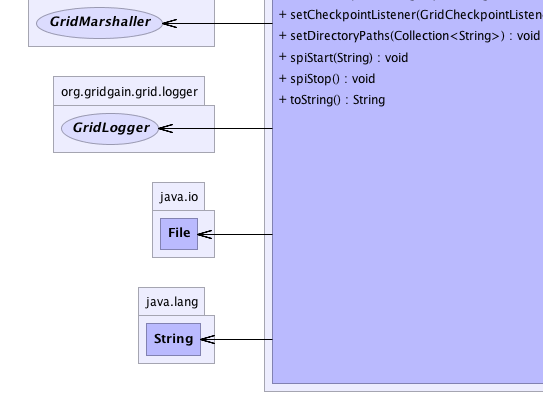 GridMarshaller
+ setCheckpointListener(GridCheckpointListen
+ setDirectoryPaths(Collection<String>) : void
+ spiStart(String) : void
+ spiStop() : void
+ toString() : String
org.gridgain.grid.logger
GridLogger
java.io
File
java.lang
String